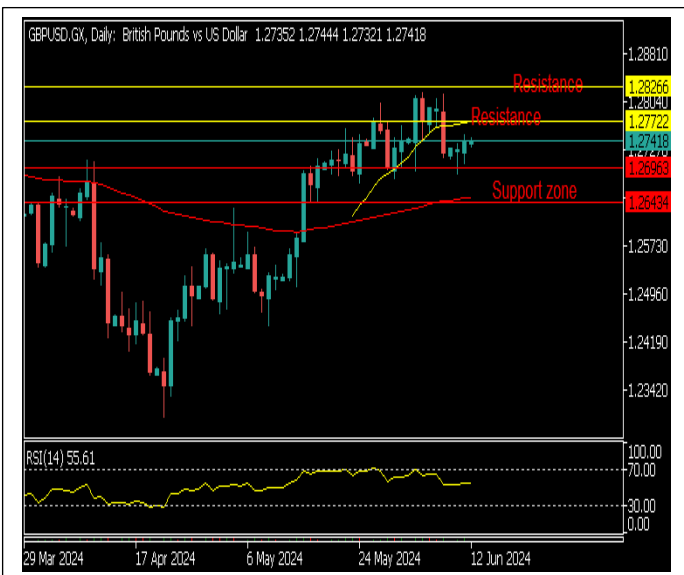 GBPUSD.GX, Daily: British Pounds vs US Dollar 1.27352 1.27444 1.27321 1.27418
1.28810
Resistance
1.28266
1.28040
Resistance
1.27722
1.27418
1.27270
1.26963
Support zone
1.26434
1.25730
1.24960
1.24190
1.23420
RSI(14) 55.61
100.00
70.00
30.00
0.00
29 Mar 2024 17 Apr 2024 6 May 2024 24 May 2024 12 Jun 2024